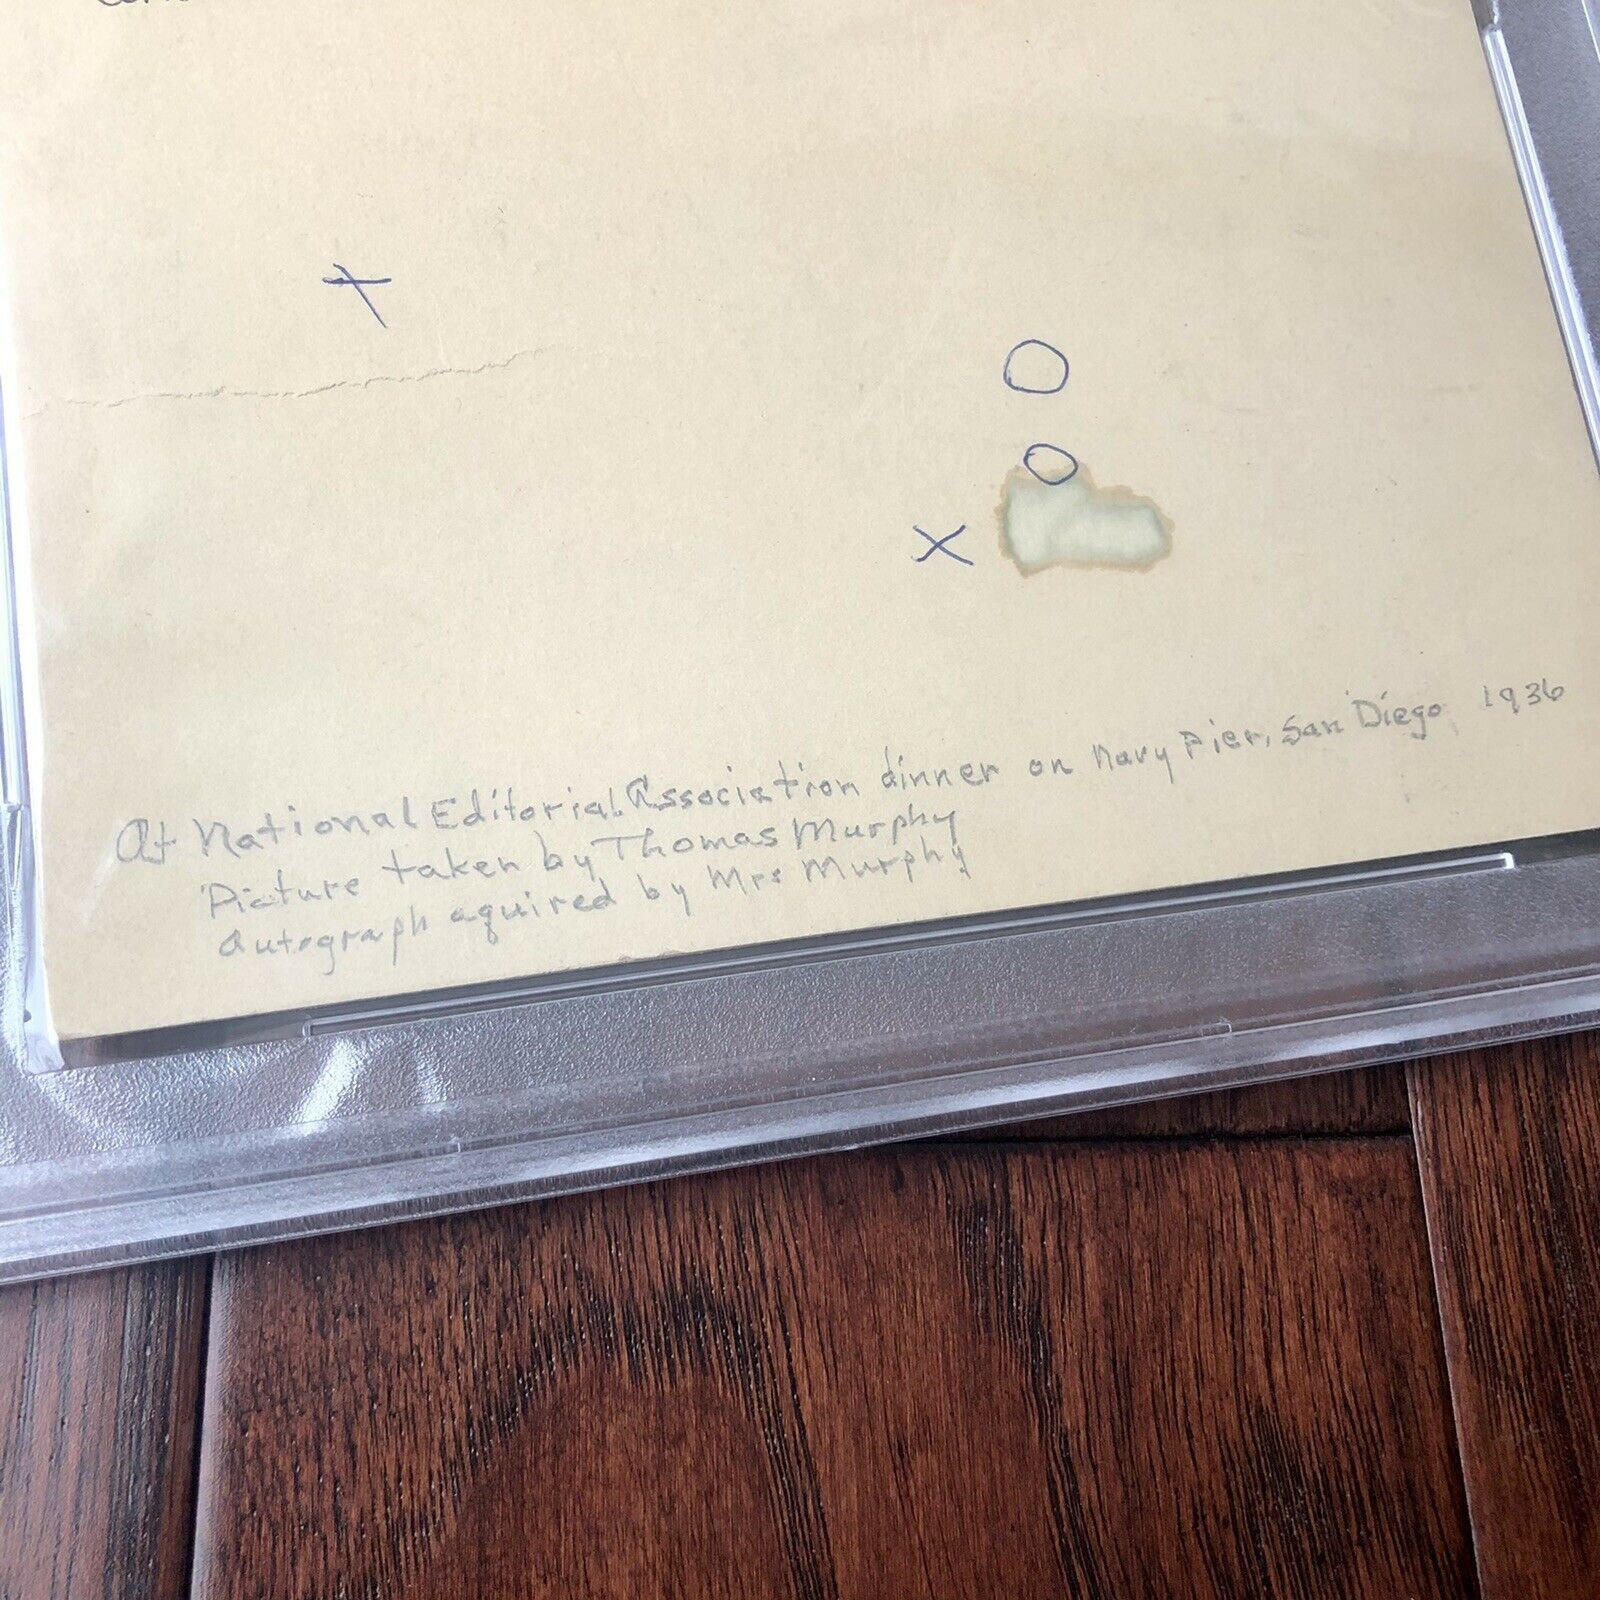 At National Editorial Association dinner on Navy Pier, San Diego 1936
Picture taken by Thomas Murphy
Autograph aquired by Mrs Murphy